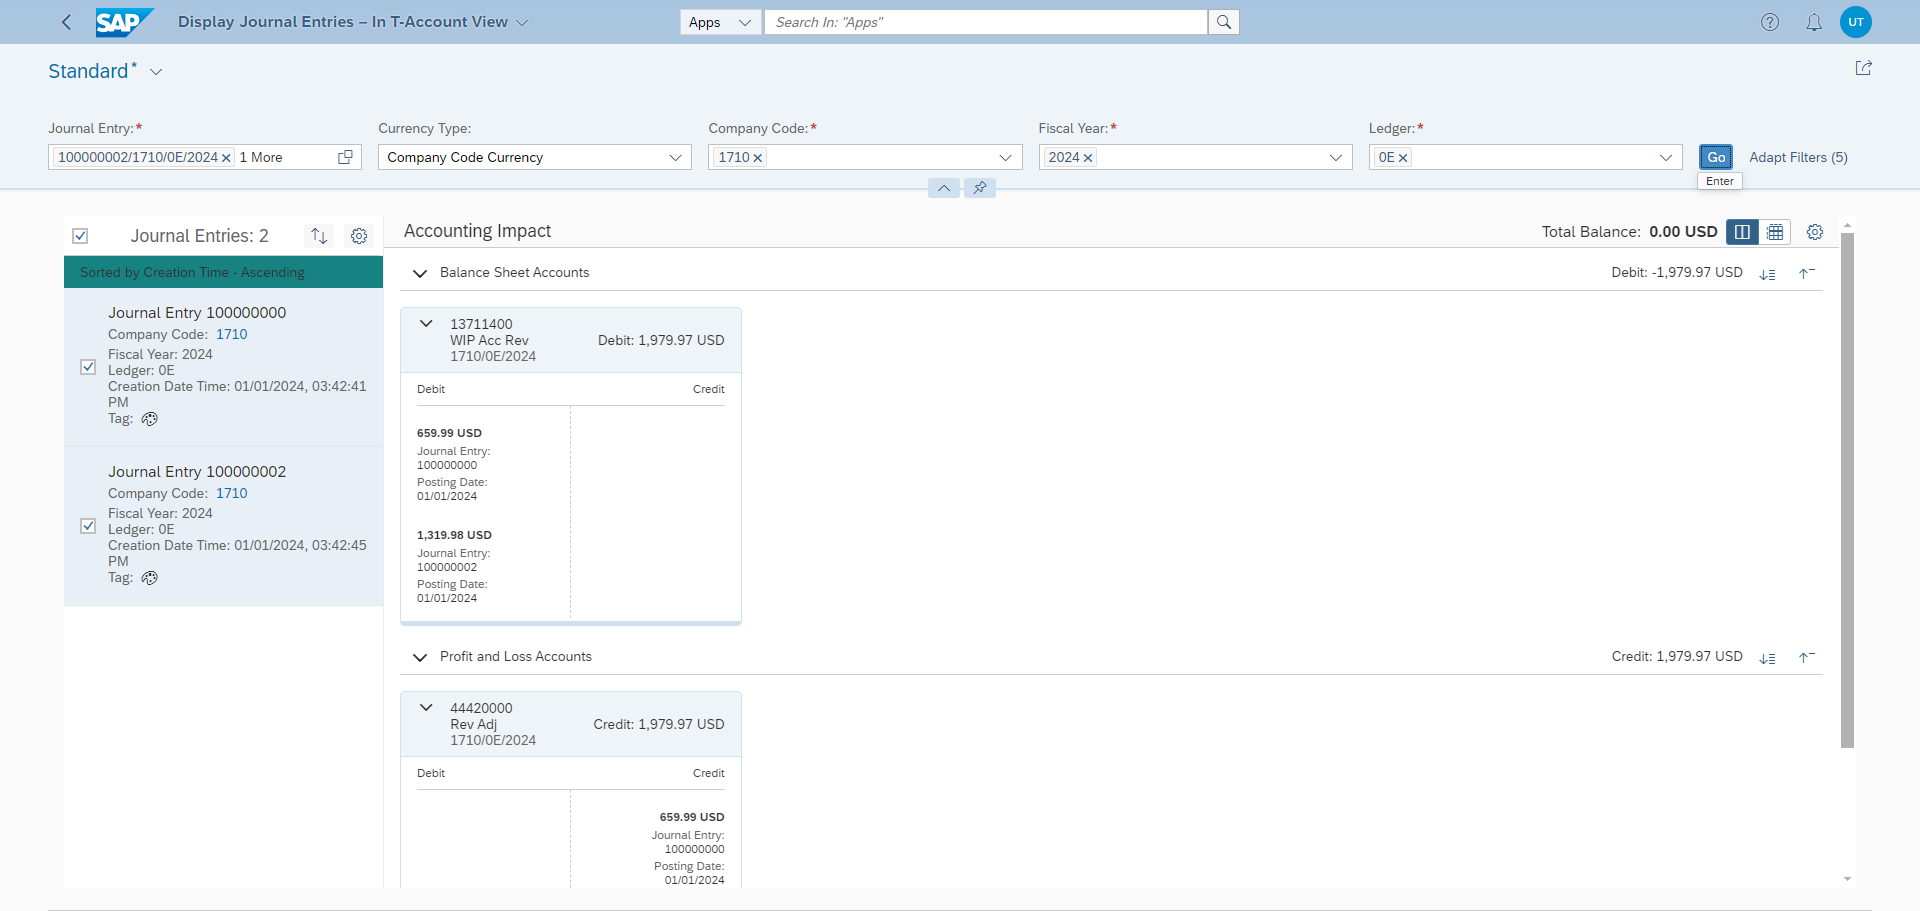 SAP Display Journal Entries – In T-Account View Apps Search In: "Apps" UT
Standard*
Journal Entry:* Currency Type: Company Code:* Fiscal Year:* Ledger:*
100000002/1710/0E/2024 1 More Company Code Currency 1710 2024 0E Go Adapt Filters (5)
Enter
Journal Entries: 2
Sorted by Creation Time - Ascending
Journal Entry 100000000
Company Code: 1710
Fiscal Year: 2024
Ledger: 0E
Creation Date Time: 01/01/2024, 03:42:41
PM
Tag:
Journal Entry 100000002
Company Code: 1710
Fiscal Year: 2024
Ledger: 0E
Creation Date Time: 01/01/2024, 03:42:45
PM
Tag:
Accounting Impact Total Balance: 0.00 USD
Balance Sheet Accounts Debit: -1,979.97 USD
13711400
WIP Acc Rev Debit: 1,979.97 USD
1710/0E/2024
Debit Credit
659.99 USD
Journal Entry:
100000000
Posting Date:
01/01/2024
1,319.98 USD
Journal Entry:
100000002
Posting Date:
01/01/2024
Profit and Loss Accounts Credit: 1,979.97 USD
44420000
Rev Adj Credit: 1,979.97 USD
1710/0E/2024
Debit Credit
659.99 USD
Journal Entry:
100000000
Posting Date:
01/01/2024